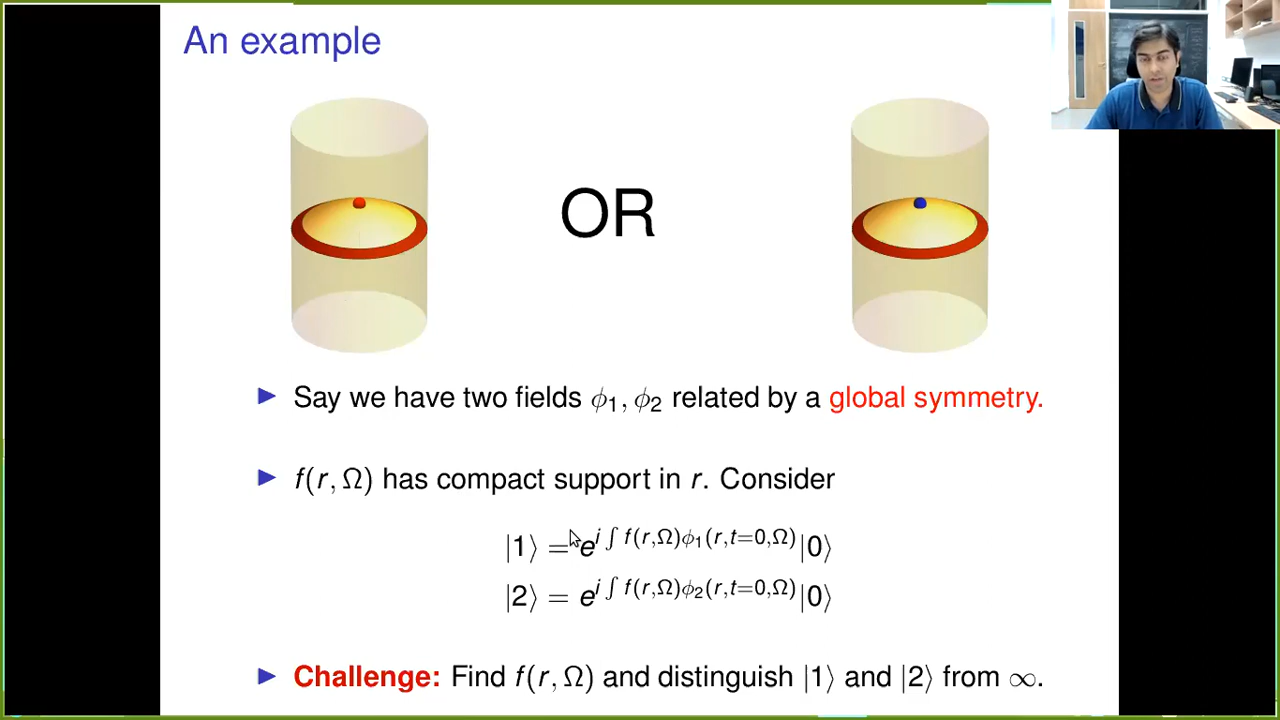 An example
OR
▶ Say we have two fields ϕ₁, ϕ₂ related by a global symmetry.
▶ f(r, Ω) has compact support in r. Consider
|1⟩ = e^{i ∫ f(r,Ω)ϕ₁(r,t=0,Ω)}|0⟩
|2⟩ = e^{i ∫ f(r,Ω)ϕ₂(r,t=0,Ω)}|0⟩
▶ Challenge: Find f(r, Ω) and distinguish |1⟩ and |2⟩ from ∞.